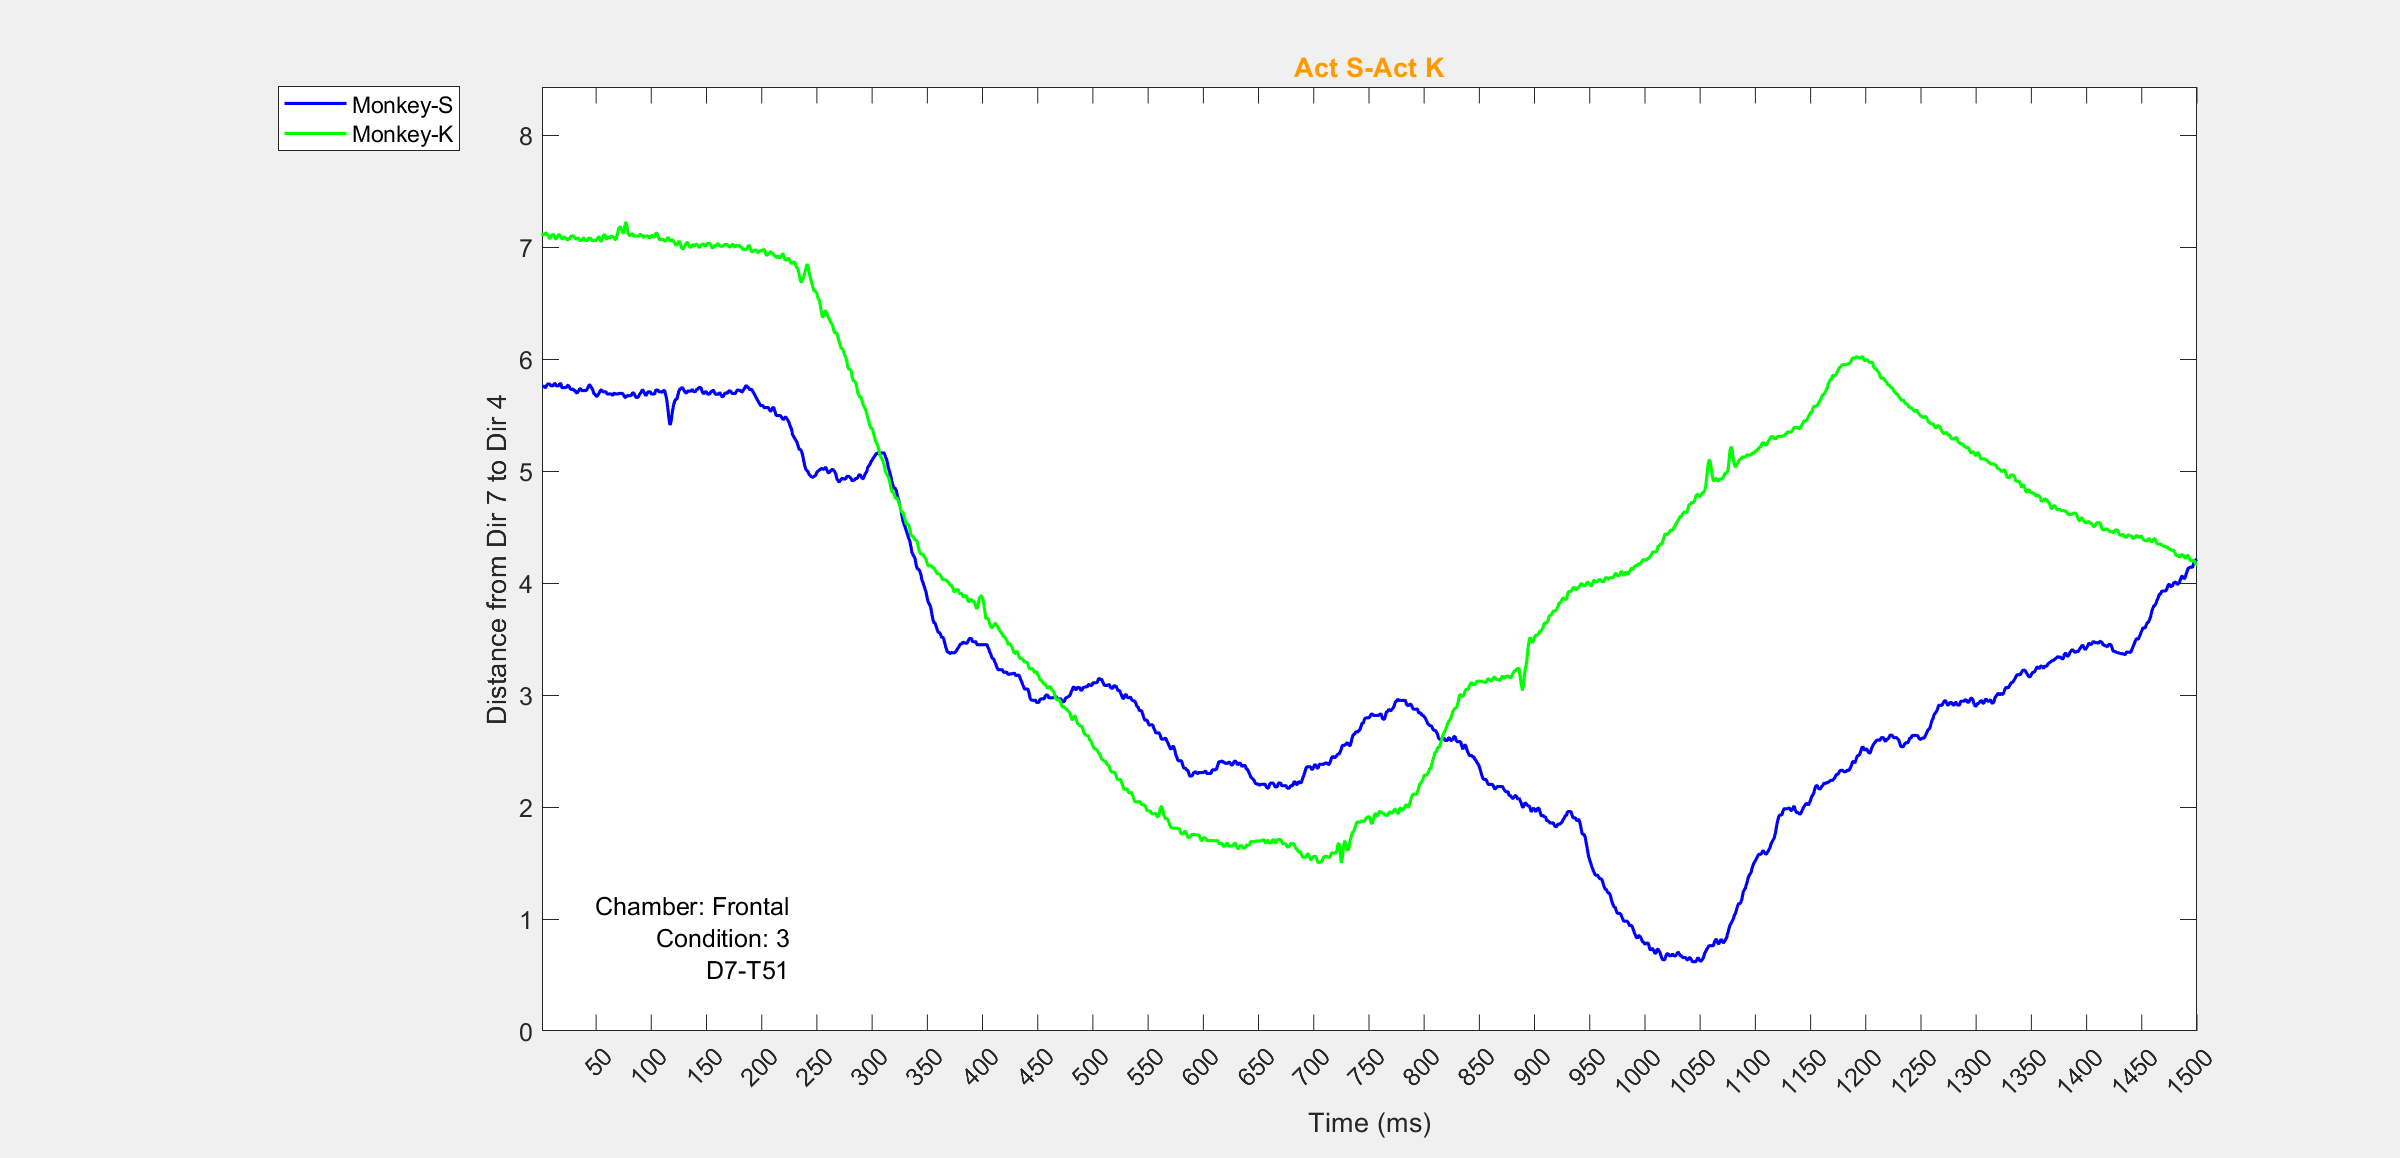 Act S-Act K
Monkey-S
Monkey-K
Distance from Dir 7 to Dir 4
8
7
6
5
4
3
2
1
0
Chamber: Frontal
Condition: 3
D7-T51
50 100 150 200 250 300 350 400 450 500 550 600 650 700 750 800 850 900 950 1000 1050 1100 1150 1200 1250 1300 1350 1400 1450 1500
Time (ms)